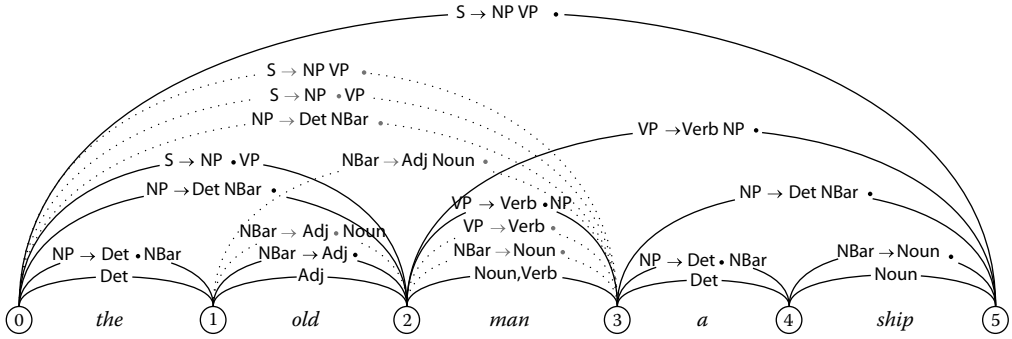 S → NP VP •
S → NP VP •
S → NP • VP
NP → Det NBar •
VP → Verb NP •
S → NP • VP
NBar → Adj Noun •
NP → Det NBar •
NP → Det NBar •
VP → Verb • NP
VP → Verb •
NBar → Adj • Noun
NP → Det • NBar
NBar → Adj •
NBar → Noun •
NP → Det • NBar
NBar → Noun •
Det
Adj
Noun,Verb
Det
Noun
0 the 1 old 2 man 3 a 4 ship 5